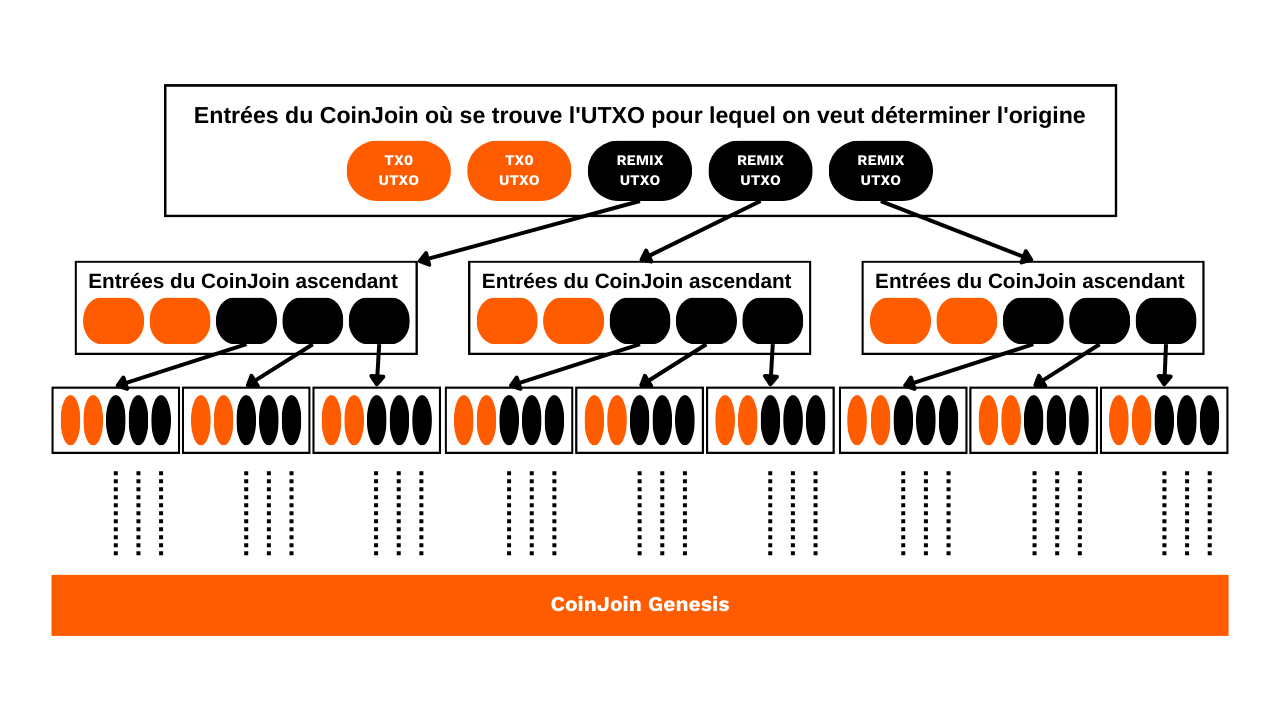 Entrées du CoinJoin où se trouve l'UTXO pour lequel on veut déterminer l'origine
TX0
UTXO
TX0
UTXO
REMIX
UTXO
REMIX
UTXO
REMIX
UTXO
Entrées du CoinJoin ascendant
Entrées du CoinJoin ascendant
Entrées du CoinJoin ascendant
CoinJoin Genesis